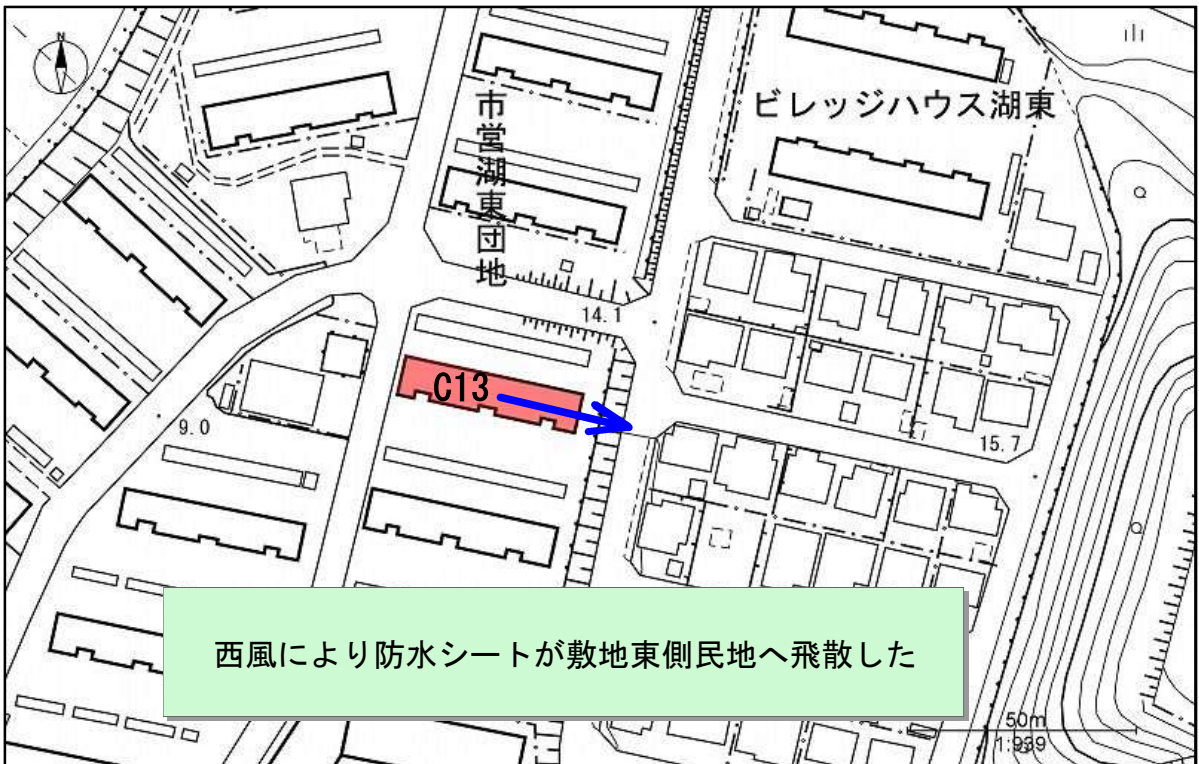 N
ビレッジハウス湖東
市営湖東団地
14.1
C13
9.0
15.7
西風により防水シートが敷地東側民地へ飛散した
50m
1:939